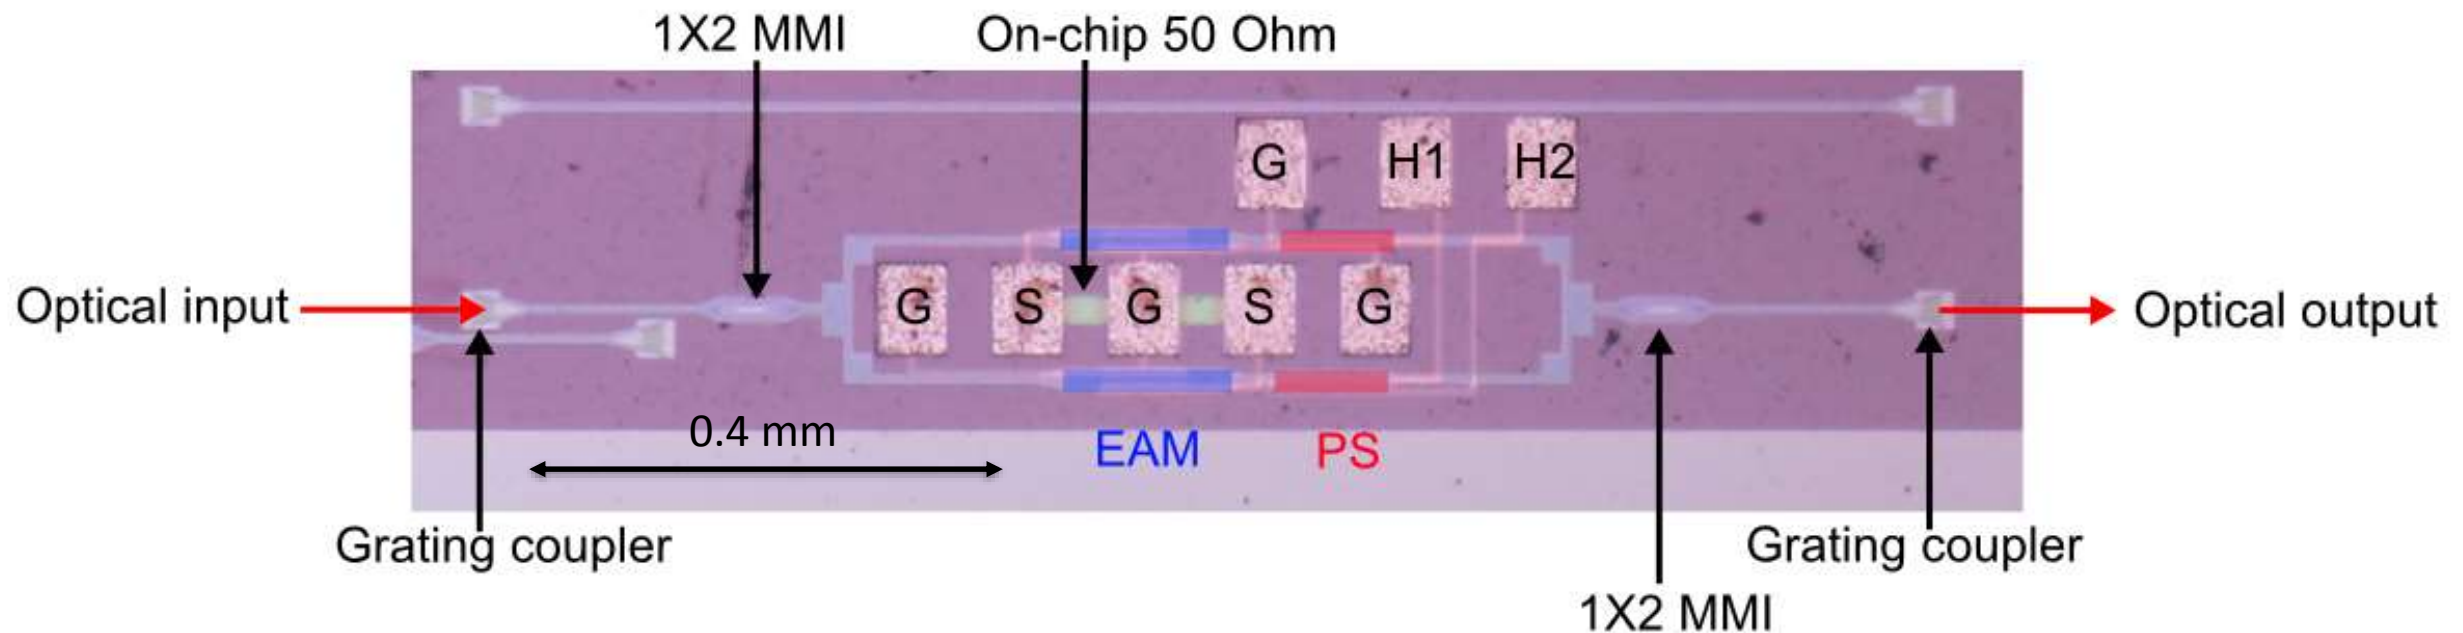 1X2 MMI
On-chip 50 Ohm
G
H1
H2
Optical input
G
S
G
S
G
Optical output
0.4 mm
EAM
PS
Grating coupler
Grating coupler
1X2 MMI